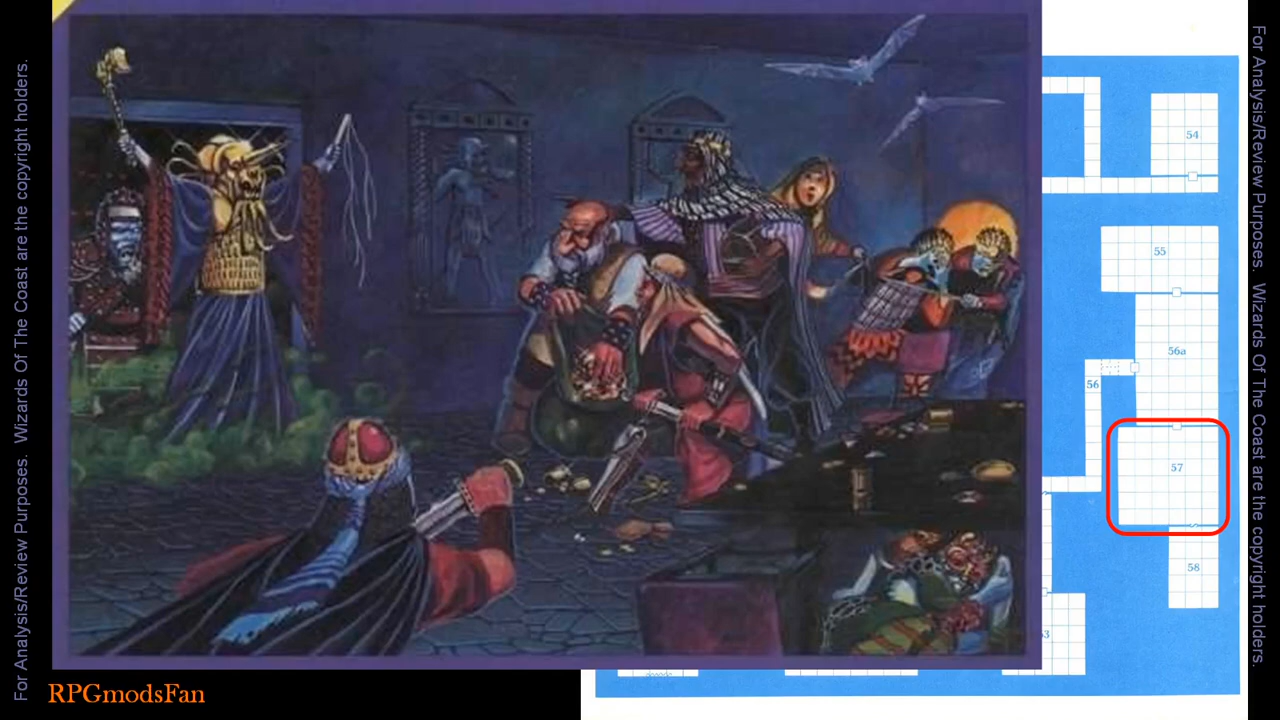 For Analysis/Review Purposes. Wizards Of The Coast are the copyright holders.
54
55
56a
56
57
58
63
RPGmodsFan
For Analysis/Review Purposes. Wizards Of The Coast are the copyright holders.